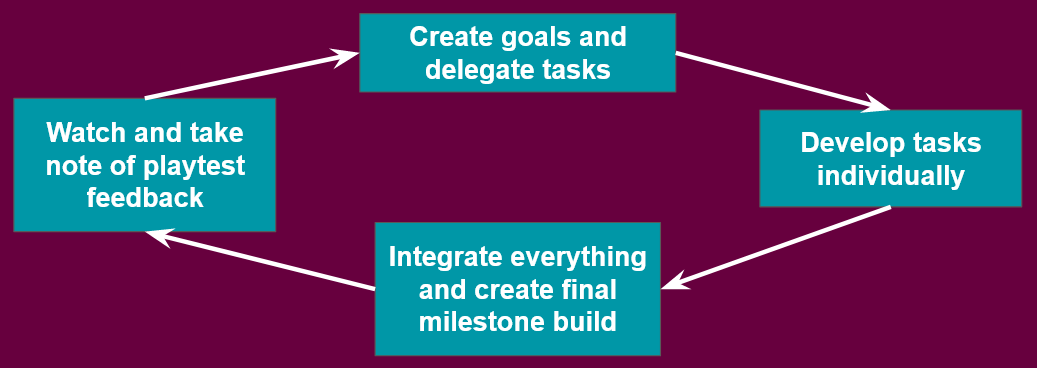 Create goals and
delegate tasks
Develop tasks
individually
Integrate everything
and create final
milestone build
Watch and take
note of playtest
feedback